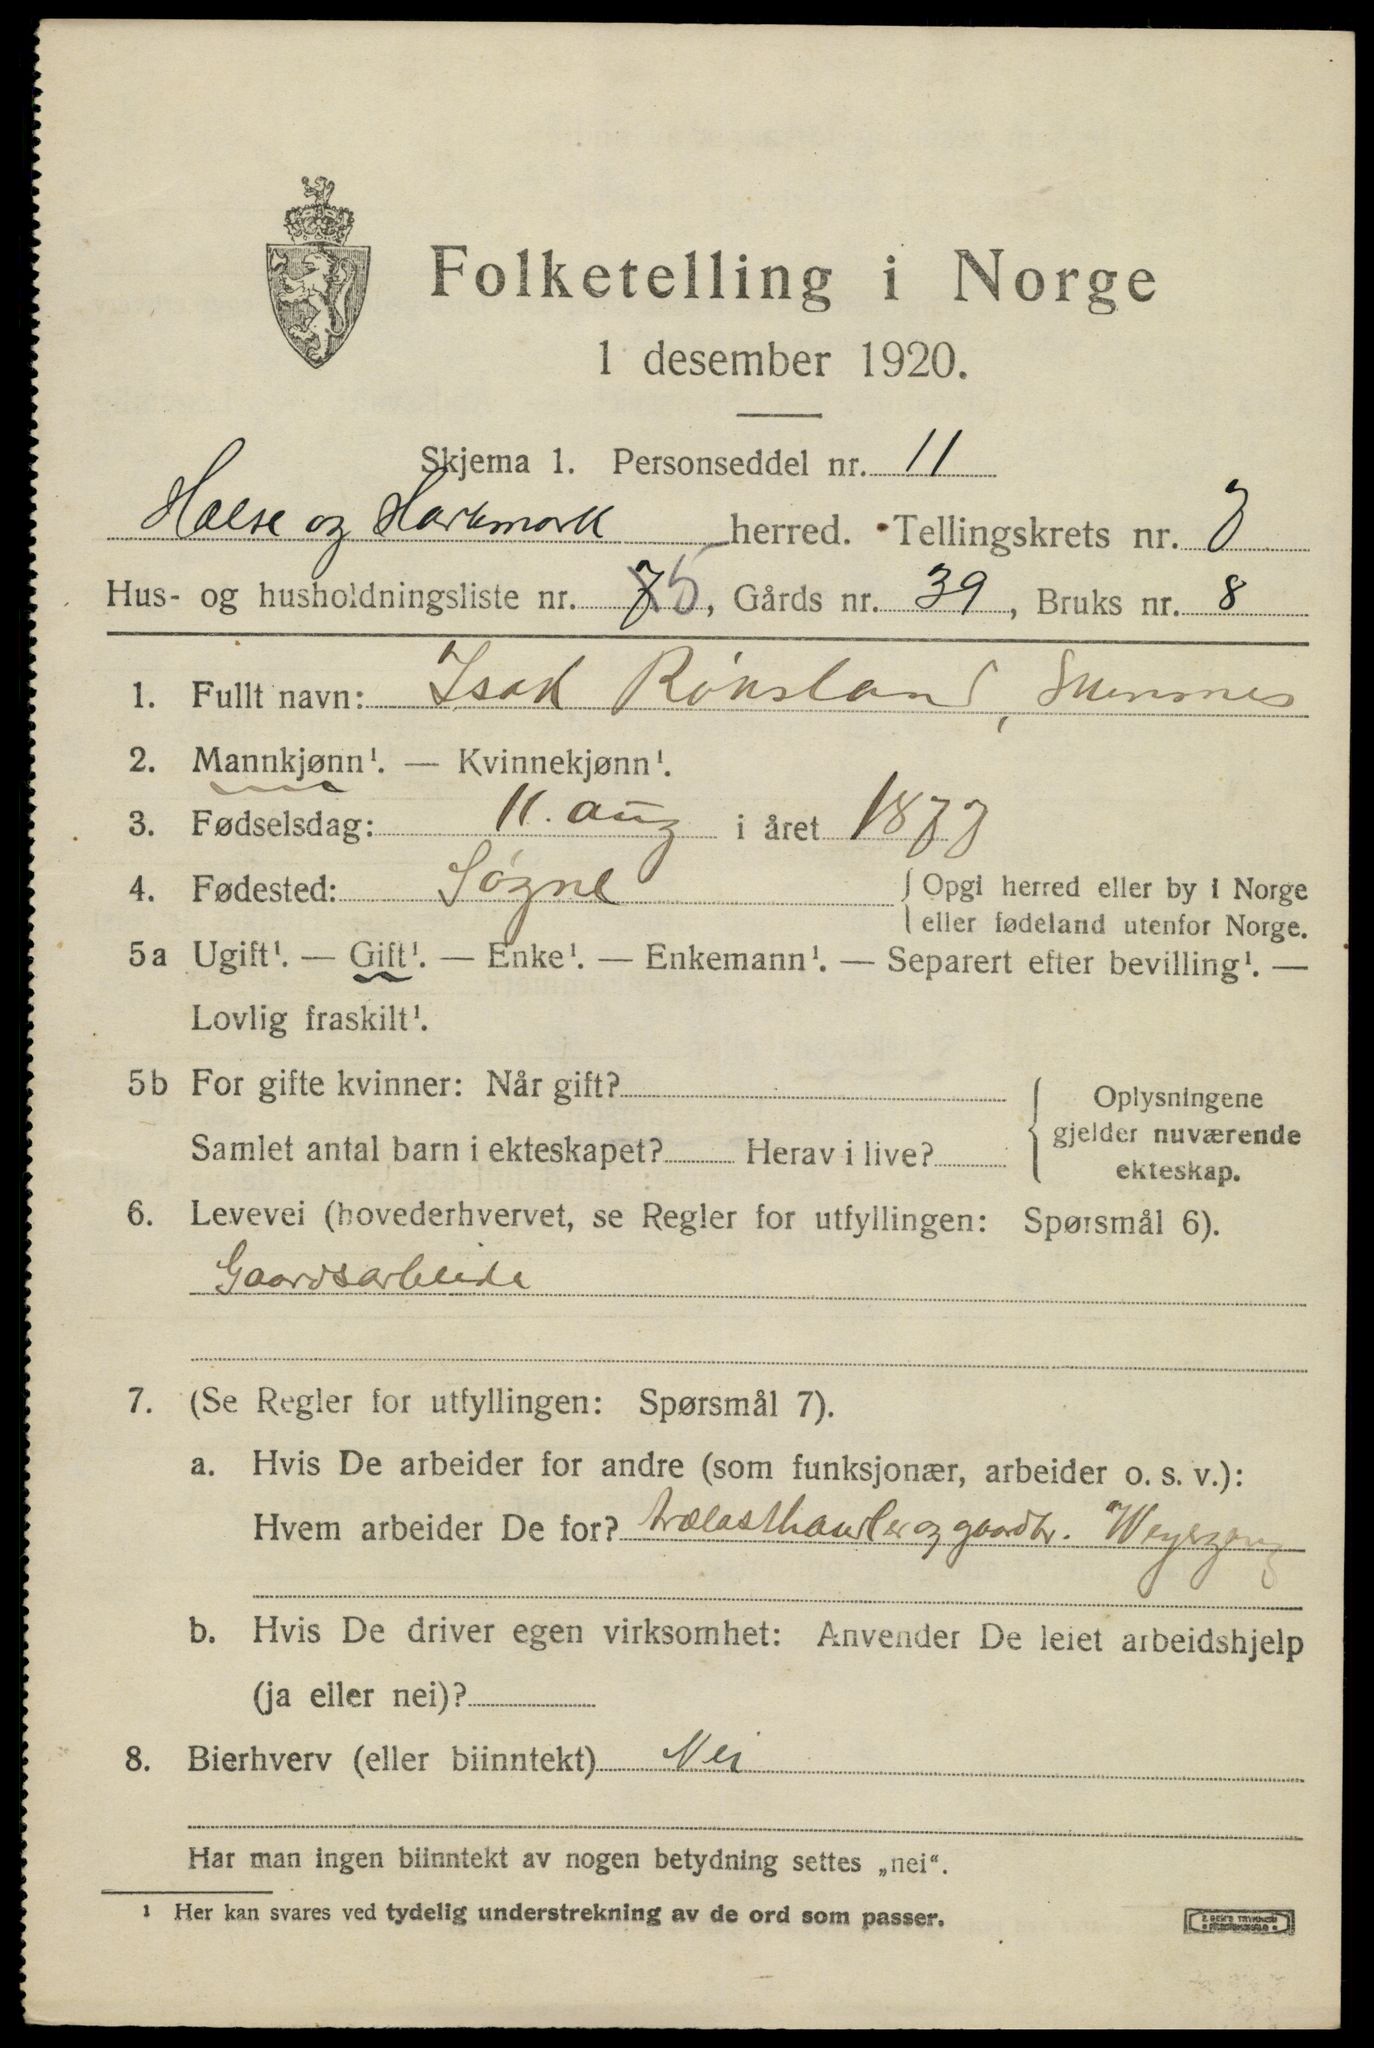 Folketelling i Norge
1 desember 1920.
Skjema 1. Personseddel nr. 11
Halse og Harkmark herred. Tellingskrets nr. 7
Hus- og husholdningsliste nr. 75, Gårds nr. 39, Bruks nr. 8
1. Fullt navn: Isak Rønsland,
2. Mannkjønn¹. — Kvinnekjønn¹.
3. Fødselsdag: 11. aug i året 1877
4. Fødested: Søgne { Opgi herred eller by i Norge
eller fødeland utenfor Norge.
5a Ugift¹. — Gift¹. — Enke¹. — Enkemann¹. — Separert efter bevilling¹. —
Lovlig fraskilt¹.
5b For gifte kvinner: Når gift?
Samlet antal barn i ekteskapet? Herav i live?
{ Oplysningene
gjelder nuværende
ekteskap.
6. Levevei (hovederhvervet, se Regler for utfyllingen: Spørsmål 6).
Gaardsarbeide
7. (Se Regler for utfyllingen: Spørsmål 7).
a. Hvis De arbeider for andre (som funksjonær, arbeider o. s. v.):
Hvem arbeider De for? trælasthandler og gaardbr.
b. Hvis De driver egen virksomhet: Anvender De leiet arbeidshjelp
(ja eller nei)?
8. Bierhverv (eller biinntekt) Nei
Har man ingen biinntekt av nogen betydning settes „nei“.
¹ Her kan svares ved tydelig understrekning av de ord som passer.